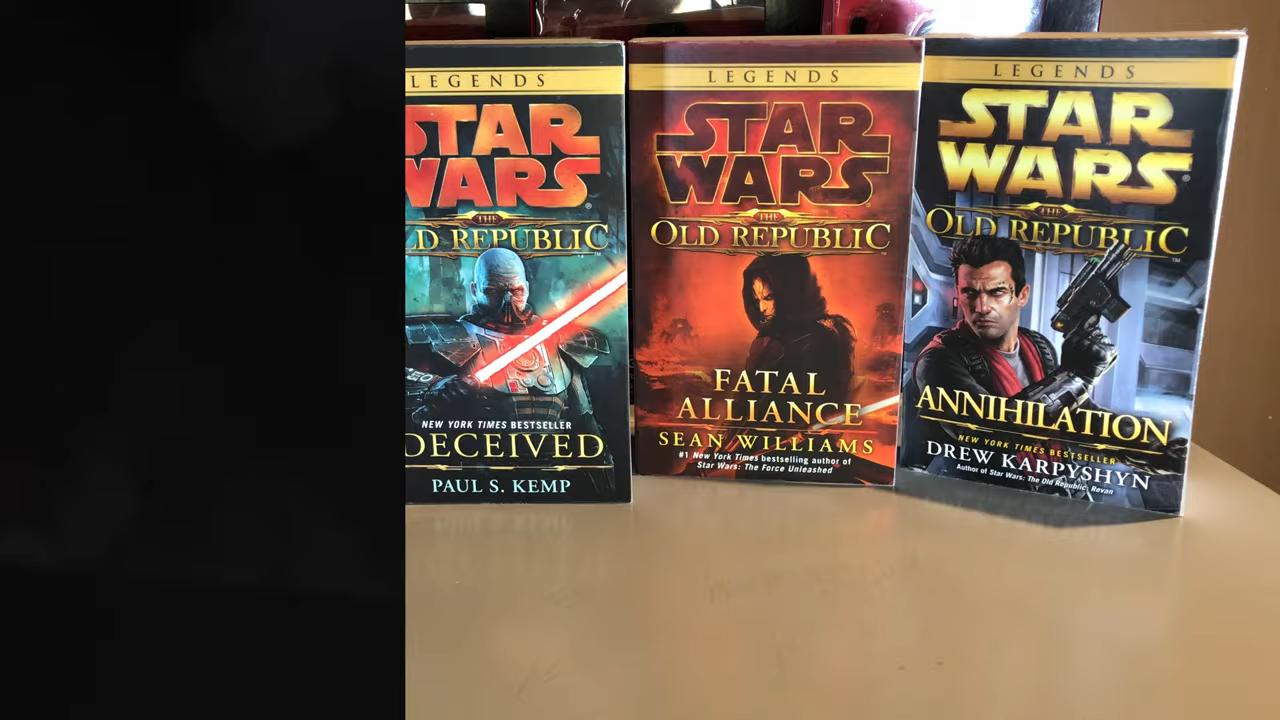 LEGENDS
STAR
WARS
THE
LD REPUBLIC
NEW YORK TIMES BESTSELLER
DECEIVED
PAUL S. KEMP
LEGENDS
STAR
WARS
THE
OLD REPUBLIC
FATAL
ALLIANCE
SEAN WILLIAMS
#1 New York Times bestselling author of
Star Wars: The Force Unleashed
LEGENDS
STAR
WARS
THE
OLD REPUBLIC
ANNIHILATION
NEW YORK TIMES BESTSELLER
DREW KARPYSHYN
Author of Star Wars: The Old Republic: Revan